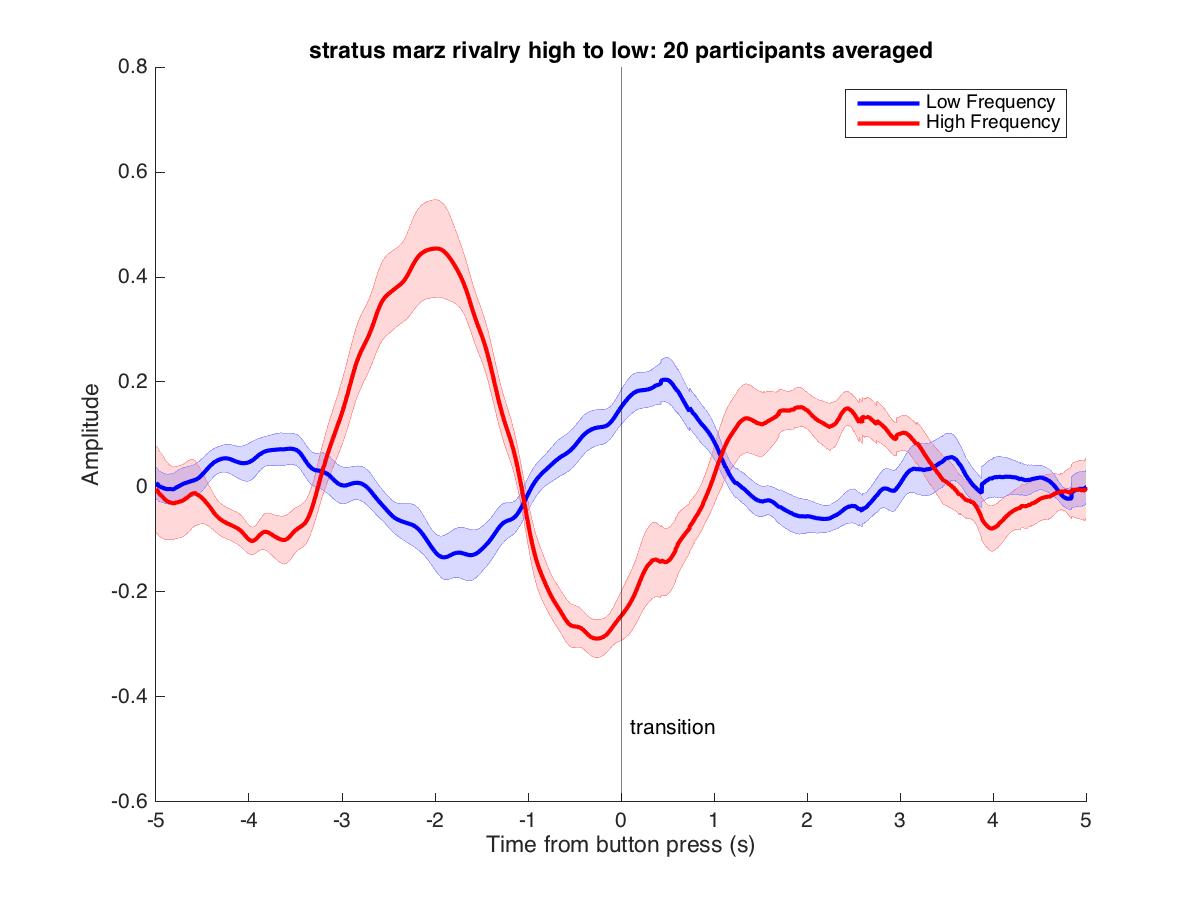 stratus marz rivalry high to low: 20 participants averaged
0.8
0.6
0.4
0.2
0
-0.2
-0.4
-0.6
Amplitude
Low Frequency
High Frequency
transition
-5 -4 -3 -2 -1 0 1 2 3 4 5
Time from button press (s)